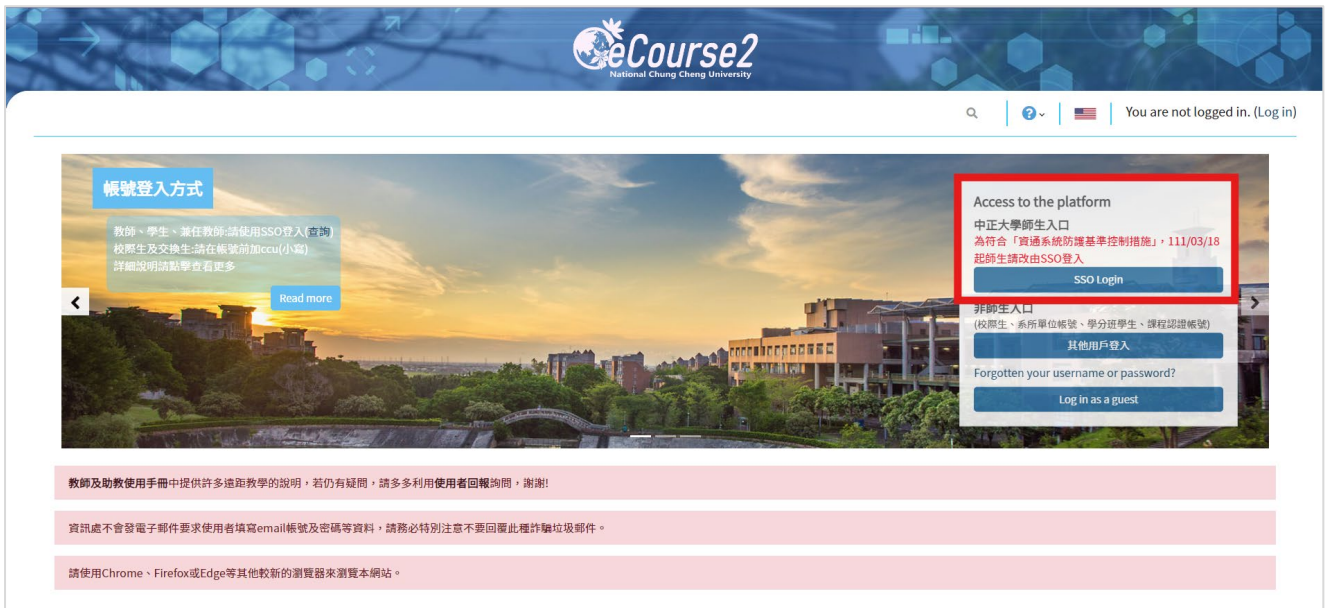 eCourse2
National Chung Cheng University
You are not logged in. (Log in)
帳號登入方式
教師、學生、兼任教師:請使用SSO登入(查詢)
校際生及交換生:請在帳號前加ccu(小寫)
詳細說明請點擊查看更多
Read more
Access to the platform
中正大學師生入口
為符合「資通系統防護基準控制措施」，111/03/18
起師生請改由SSO登入
SSO Login
非師生入口
(校際生、系所單位帳號、學分班學生、課程認證帳號)
其他用戶登入
Forgotten your username or password?
Log in as a guest
教師及助教使用手冊中提供許多遠距教學的說明，若仍有疑問，請多多利用使用者回報詢問，謝謝!
資訊處不會發電子郵件要求使用者填寫email帳號及密碼等資料，請務必特別注意不要回覆此種詐騙垃圾郵件。
請使用Chrome、Firefox或Edge等其他較新的瀏覽器來瀏覽本網站。